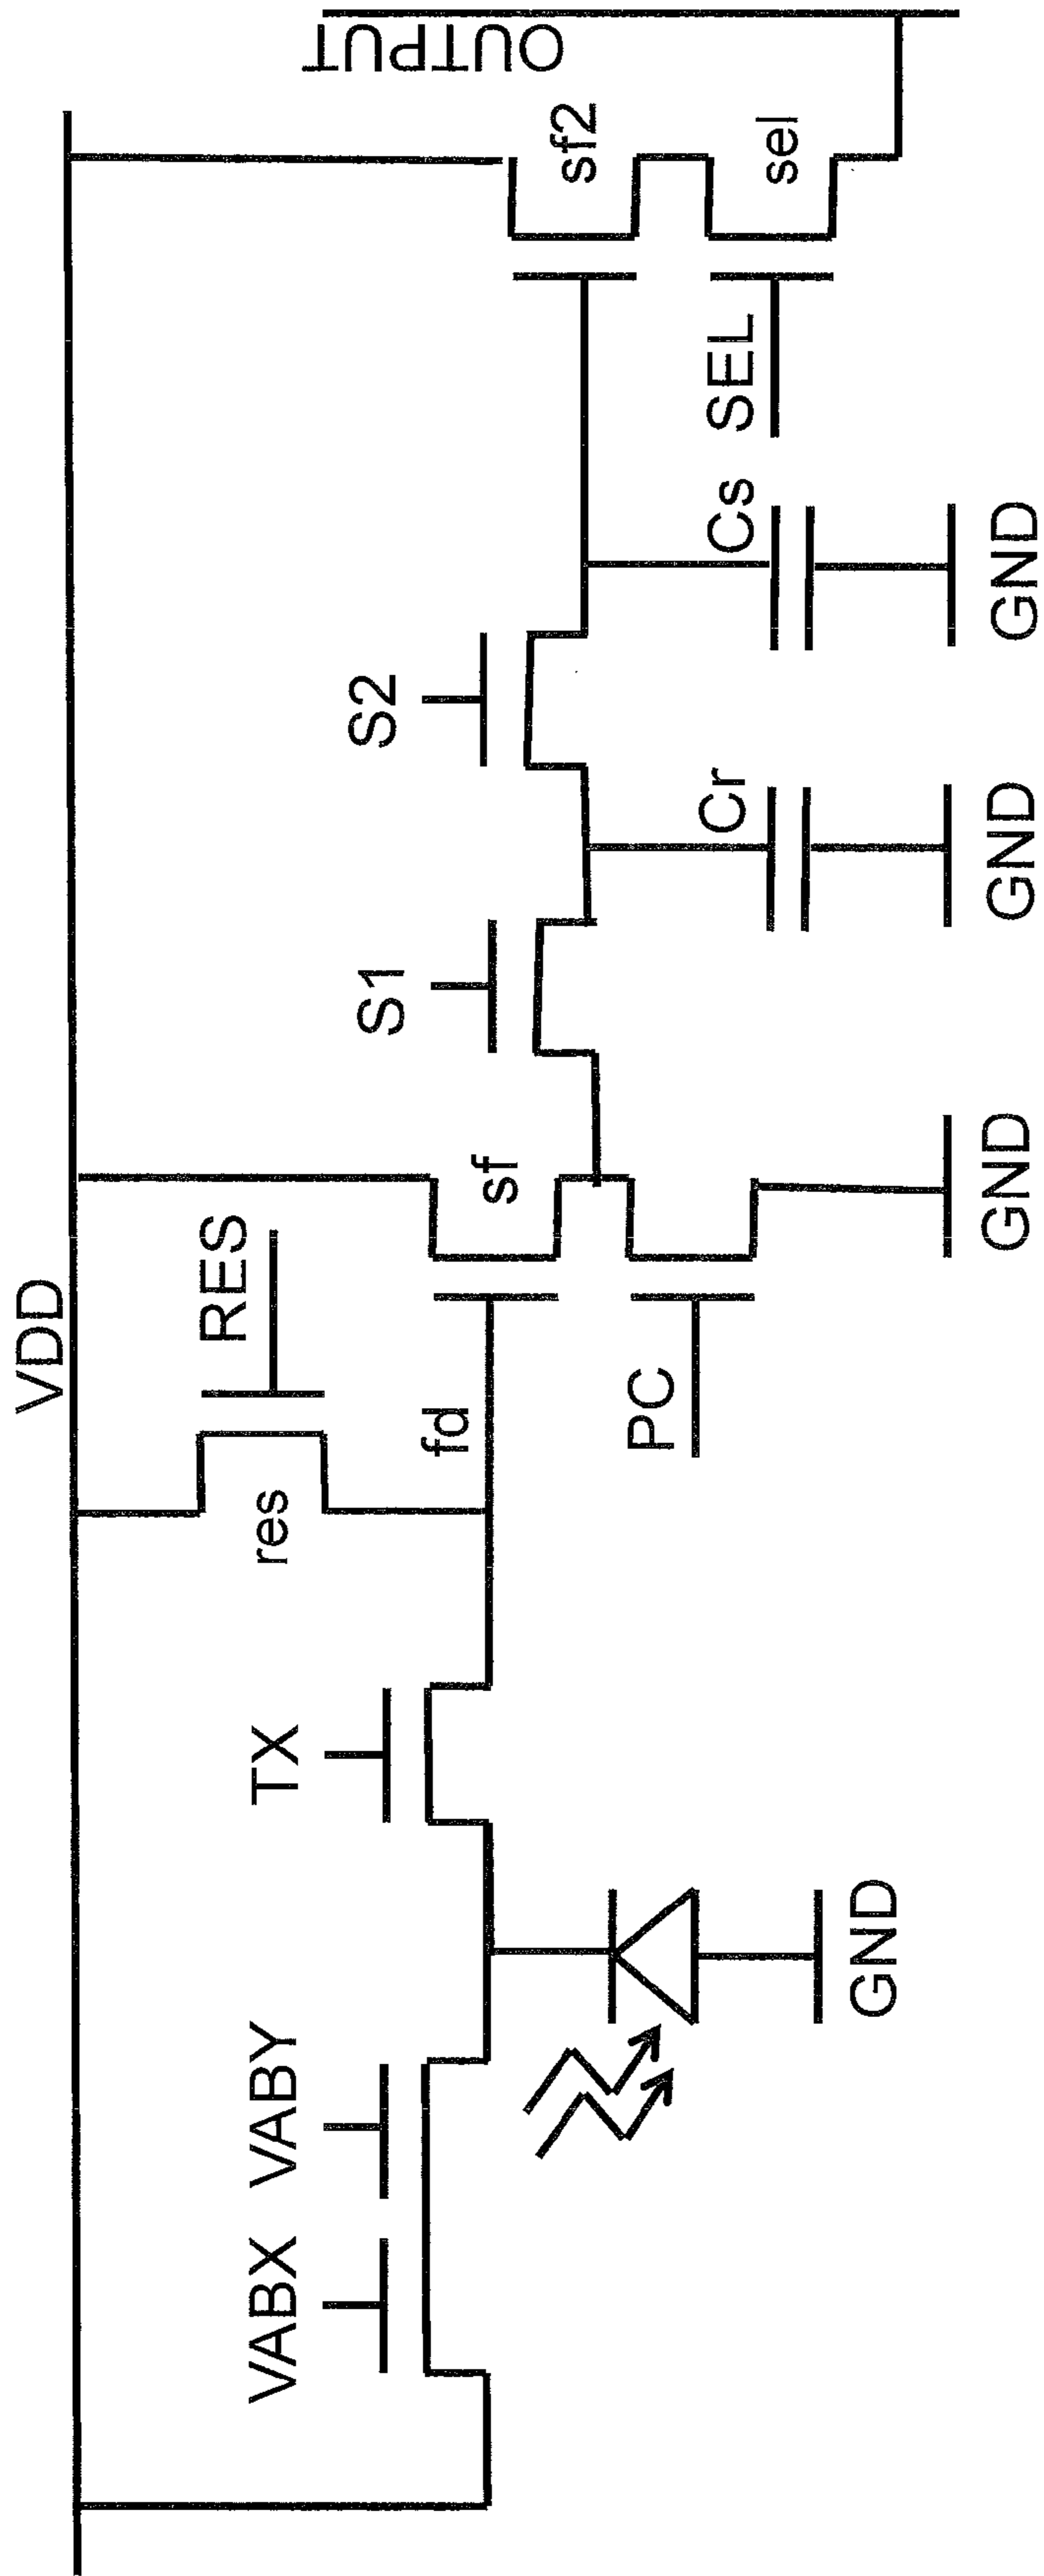 VDD
VABX
VABY
TX
res
RES
fd
sf
PC
S1
S2
Cr
Cs
SEL
sf2
sel
OUTPUT
GND
GND
GND
GND